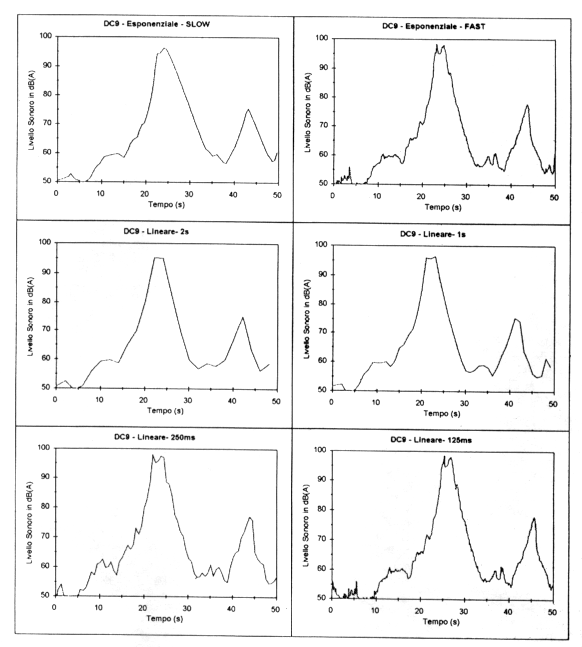 DC9 - Esponenziale - SLOW
Livello Sonoro in dB(A)
100
90
80
70
60
50
0 10 20 30 40 50
Tempo (s)
DC9 - Esponenziale - FAST
Livello Sonoro in dB(A)
100
90
80
70
60
50
0 10 20 30 40 50
Tempo (s)
DC9 - Lineare- 2s
Livello Sonoro in dB(A)
100
90
80
70
60
50
0 10 20 30 40 50
Tempo (s)
DC9 - Lineare- 1s
Livello Sonoro in dB(A)
100
90
80
70
60
50
0 10 20 30 40 50
Tempo (s)
DC9 - Lineare- 250ms
Livello Sonoro in dB(A)
100
90
80
70
60
50
0 10 20 30 40 50
Tempo (s)
DC9 - Lineare- 125ms
Livello Sonoro in dB(A)
100
90
80
70
60
50
0 10 20 30 40 50
Tempo (s)